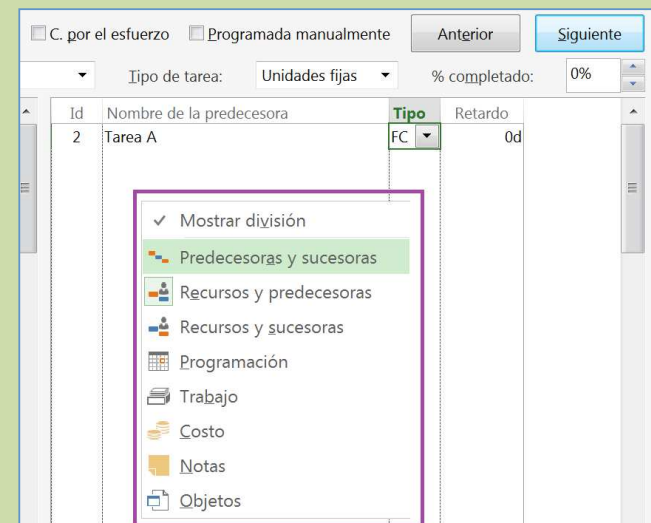 C. por el esfuerzo Programada manualmente Anterior Siguiente
Tipo de tarea: Unidades fijas % completado: 0%
Id Nombre de la predecesora Tipo Retardo
2 Tarea A FC 0d
Mostrar división
Predecesoras y sucesoras
Recursos y predecesoras
Recursos y sucesoras
Programación
Trabajo
Costo
Notas
Objetos